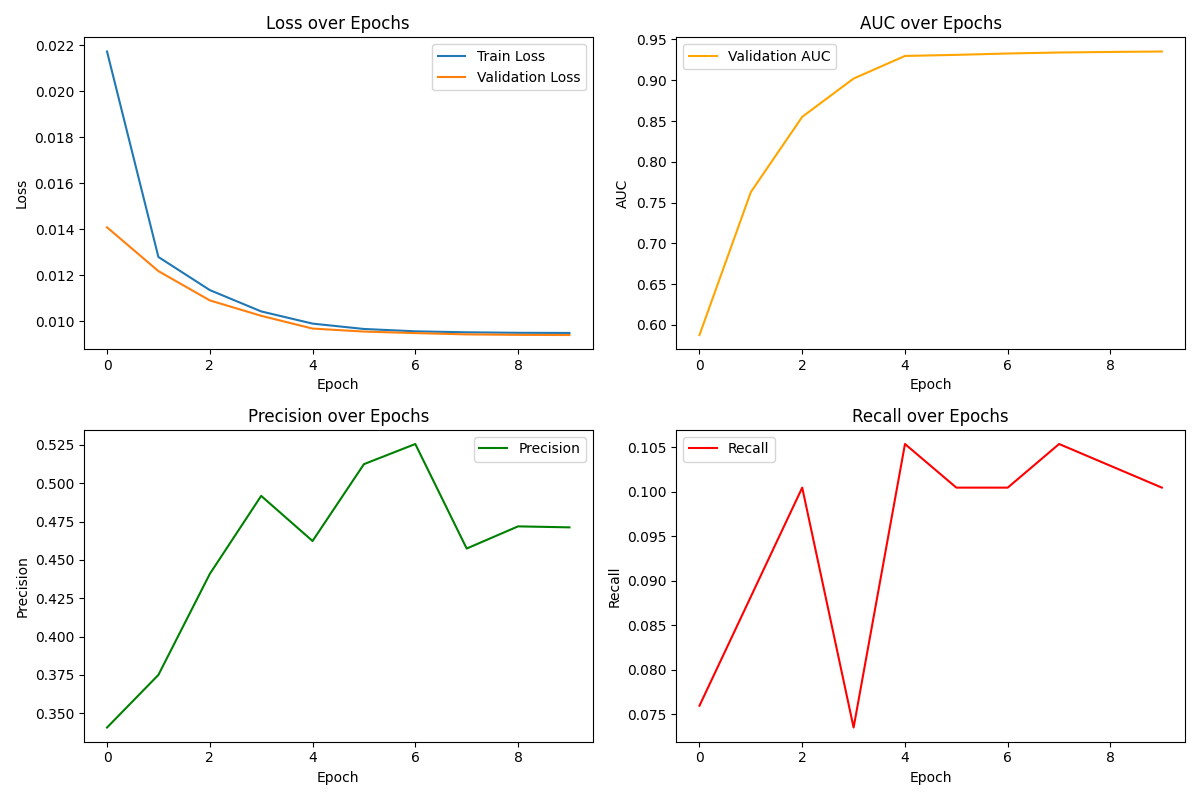 Loss over Epochs
Loss
0.022
0.020
0.018
0.016
0.014
0.012
0.010
Train Loss
Validation Loss
0 2 4 6 8
Epoch
AUC over Epochs
AUC
0.95
0.90
0.85
0.80
0.75
0.70
0.65
0.60
Validation AUC
0 2 4 6 8
Epoch
Precision over Epochs
Precision
0.525
0.500
0.475
0.450
0.425
0.400
0.375
0.350
Precision
0 2 4 6 8
Epoch
Recall over Epochs
Recall
0.105
0.100
0.095
0.090
0.085
0.080
0.075
Recall
0 2 4 6 8
Epoch